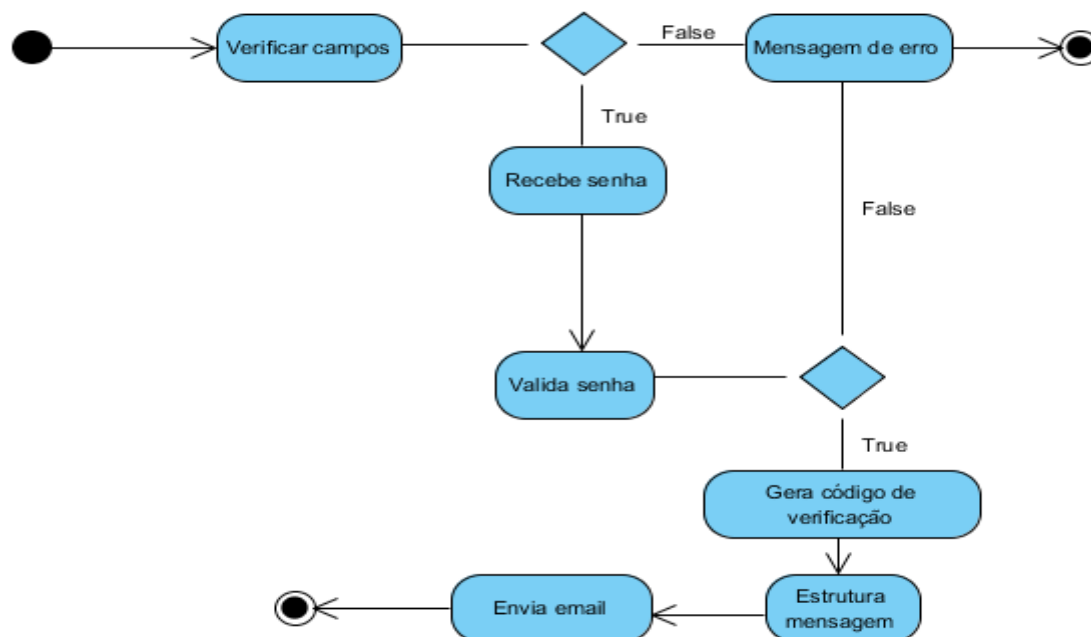 Verificar campos
False
Mensagem de erro
True
Recebe senha
False
Valida senha
True
Gera código de
verificação
Estrutura
mensagem
Envia email